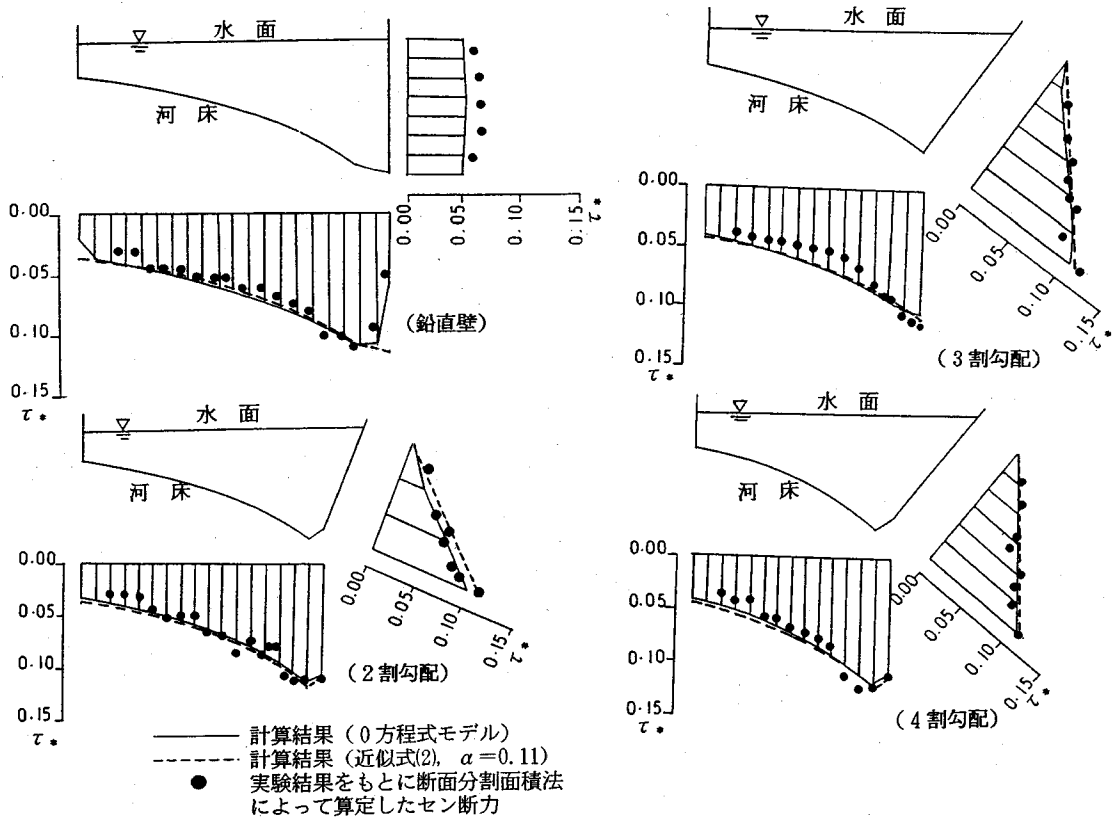 水 面
河 床
0.00
0.05
0.10
0.15
τ*
0.00
0.05
0.10
0.15
τ*
(鉛直壁)
水 面
河 床
0.00
0.05
0.10
0.15
τ*
0.00
0.05
0.10
0.15
τ*
(3割勾配)
水 面
河 床
0.00
0.05
0.10
0.15
τ*
0.00
0.05
0.10
0.15
τ*
(2割勾配)
水 面
河 床
0.00
0.05
0.10
0.15
τ*
0.00
0.05
0.10
0.15
τ*
(4割勾配)
計算結果(0方程式モデル)
計算結果(近似式(2), α=0.11)
実験結果をもとに断面分割面積法
によって算定したセン断力